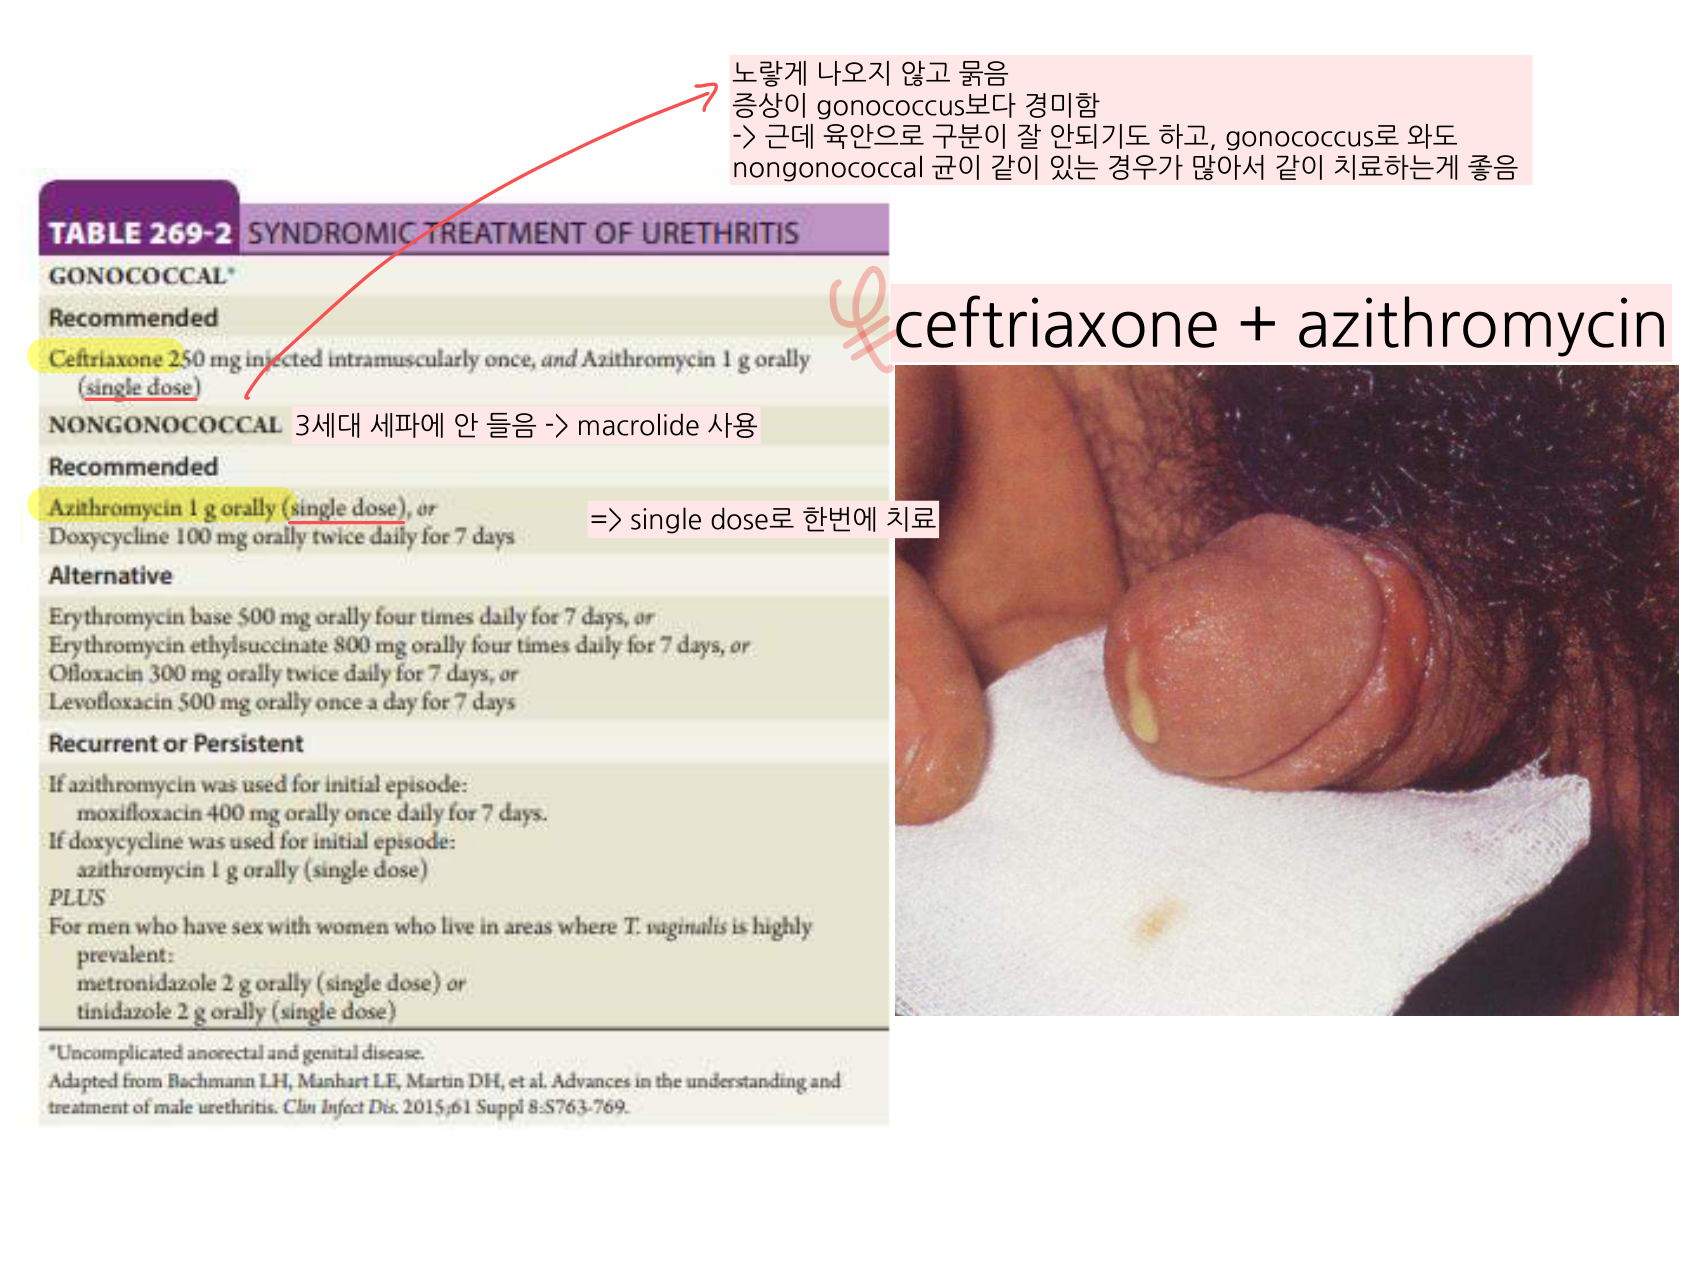 노랗게 나오지 않고 묽음
증상이 gonococcus보다 경미함
-> 근데 육안으로 구분이 잘 안되기도 하고, gonococcus로 와도
nongonococcal 균이 같이 있는 경우가 많아서 같이 치료하는게 좋음
TABLE 269-2 SYNDROMIC TREATMENT OF URETHRITIS
GONOCOCCAL*
Recommended
Ceftriaxone 250 mg injected intramuscularly once, and Azithromycin 1 g orally
(single dose)
ceftriaxone + azithromycin
NONGONOCOCCAL 3세대 세파에 안 들음 -> macrolide 사용
Recommended
Azithromycin 1 g orally (single dose), or
=> single dose로 한번에 치료
Doxycycline 100 mg orally twice daily for 7 days
Alternative
Erythromycin base 500 mg orally four times daily for 7 days, or
Erythromycin ethylsuccinate 800 mg orally four times daily for 7 days, or
Ofloxacin 300 mg orally twice daily for 7 days, or
Levofloxacin 500 mg orally once a day for 7 days
Recurrent or Persistent
If azithromycin was used for initial episode:
moxifloxacin 400 mg orally once daily for 7 days.
If doxycycline was used for initial episode:
azithromycin 1 g orally (single dose)
PLUS
For men who have sex with women who live in areas where T. vaginalis is highly
prevalent:
metronidazole 2 g orally (single dose) or
tinidazole 2 g orally (single dose)
*Uncomplicated anorectal and genital disease.
Adapted from Bachmann LH, Manhart LE, Martin DH, et al. Advances in the understanding and
treatment of male urethritis. Clin Infect Dis. 2015;61 Suppl 8:S763-769.